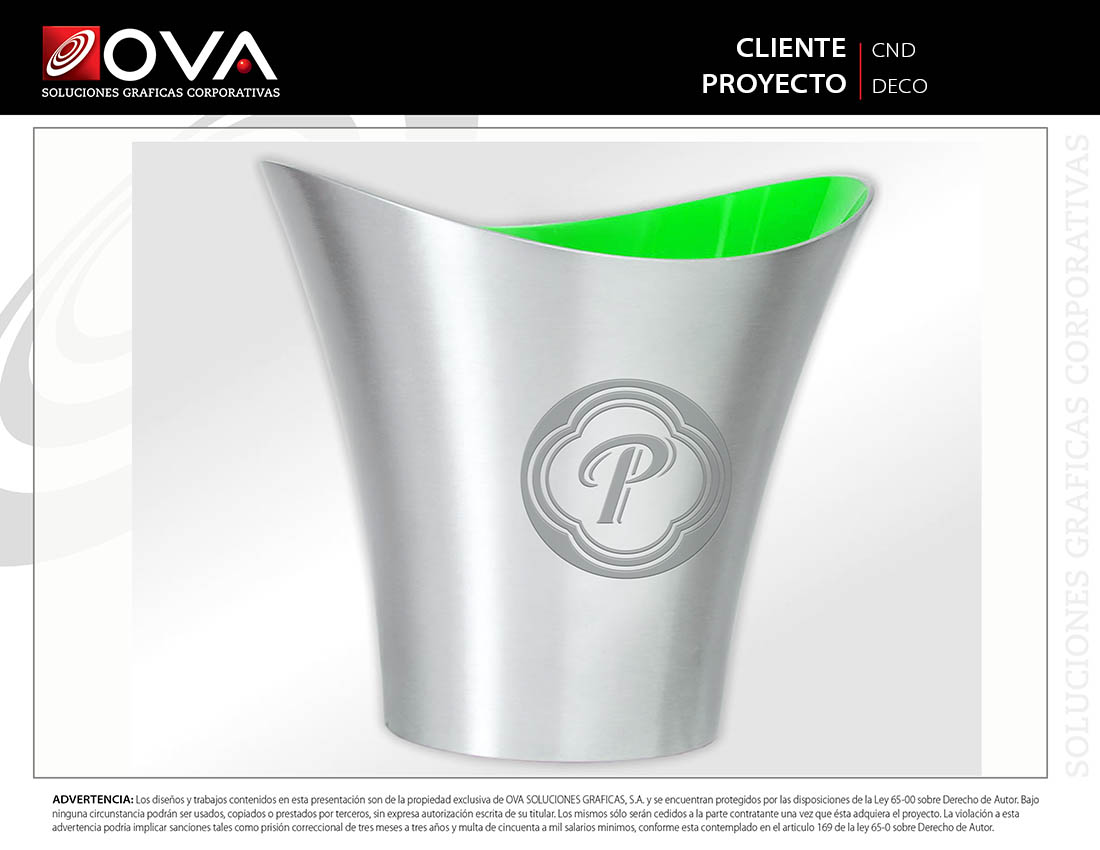 OVA
SOLUCIONES GRAFICAS CORPORATIVAS
CLIENTE CND
PROYECTO DECO
P
SOLUCIONES GRAFICAS CORPORATIVAS
ADVERTENCIA: Los diseños y trabajos contenidos en esta presentación son de la propiedad exclusiva de OVA SOLUCIONES GRAFICAS, S.A. y se encuentran protegidos por las disposiciones de la Ley 65-00 sobre Derecho de Autor. Bajo
ninguna circunstancia podrán ser usados, copiados o prestados por terceros, sin expresa autorización escrita de su titular. Los mismos sólo serán cedidos a la parte contratante una vez que ésta adquiera el proyecto. La violación a esta
advertencia podria implicar sanciones tales como prisión correccional de tres meses a tres años y multa de cincuenta a mil salarios minimos, conforme esta contemplado en el articulo 169 de la ley 65-0 sobre Derecho de Autor.